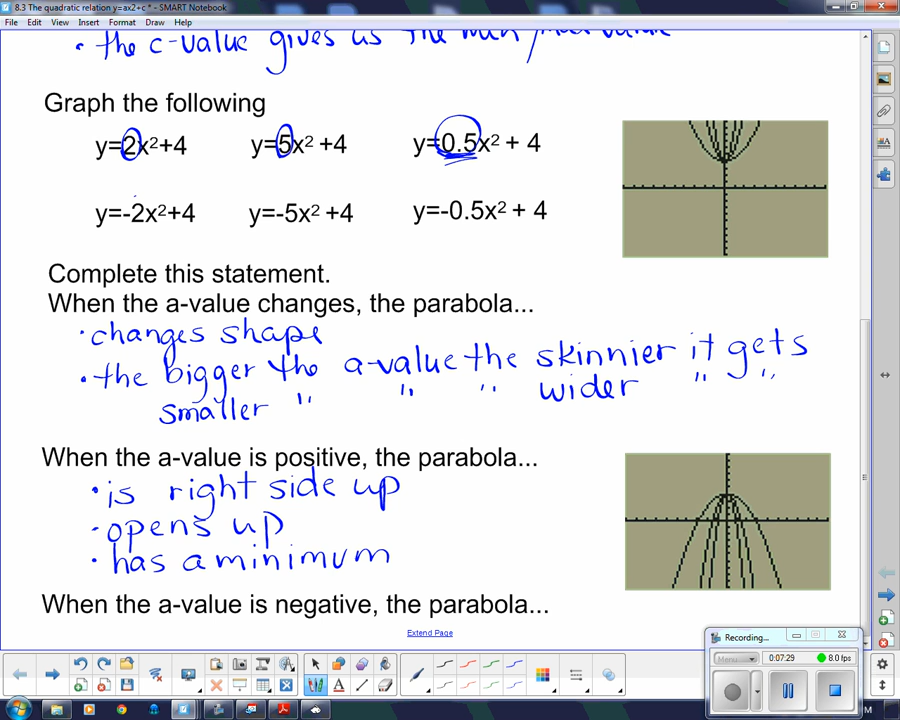 8.3 The quadratic relation y=ax2+c * - SMART Notebook
File Edit View Insert Format Draw Help
• the c-value gives us the min/max value
Graph the following
y=2x²+4 y=5x² +4 y=0.5x² + 4
y=-2x²+4 y=-5x² +4 y=-0.5x² + 4
Complete this statement.
When the a-value changes, the parabola...
• changes shape
• the bigger the a-value the skinnier it gets
smaller " " " wider " "
When the a-value is positive, the parabola...
• is right side up
• opens up
• has a minimum
When the a-value is negative, the parabola...
Extend Page
Recording...
Menu 0:07:29 8.0 fps